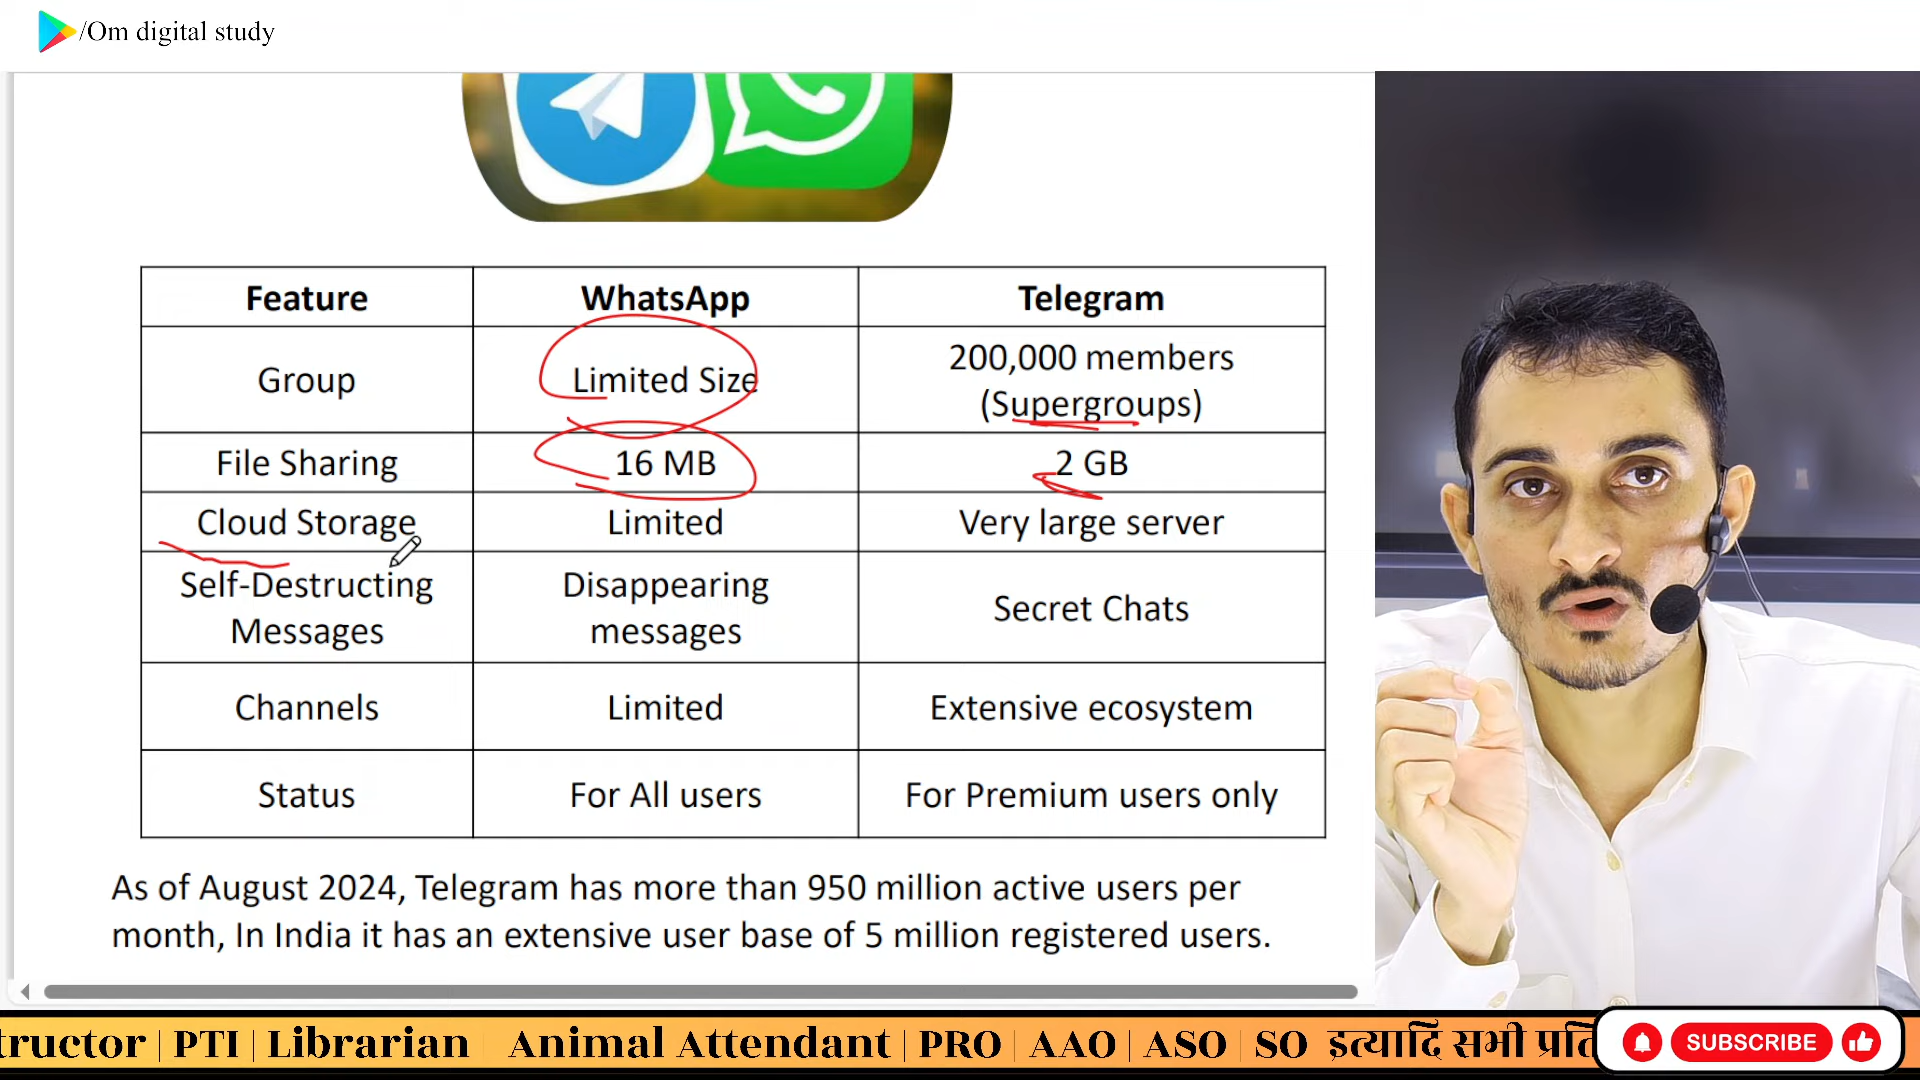 /Om digital study
Feature WhatsApp Telegram
Group Limited Size 200,000 members
(Supergroups)
File Sharing 16 MB 2 GB
Cloud Storage Limited Very large server
Self-Destructing Messages Disappearing messages Secret Chats
Channels Limited Extensive ecosystem
Status For All users For Premium users only
As of August 2024, Telegram has more than 950 million active users per
month, In India it has an extensive user base of 5 million registered users.
tructor | PTI | Librarian | Animal Attendant | PRO | AAO | ASO | SO इत्यादि सभी प्रति
SUBSCRIBE